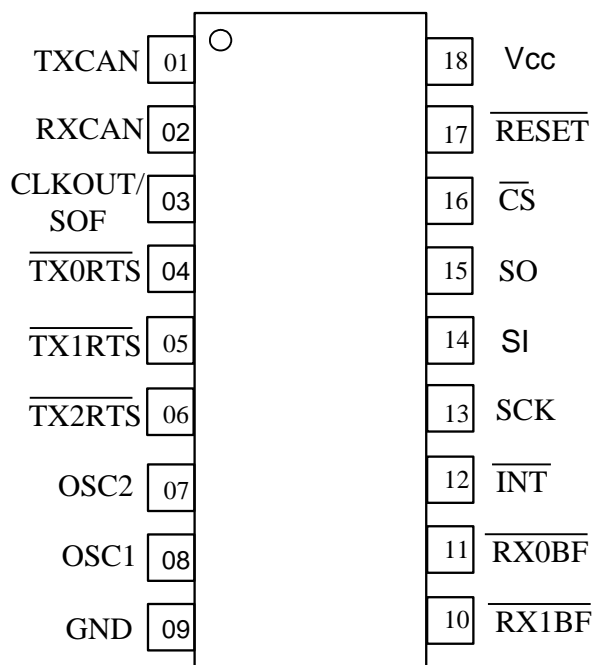 TXCAN 01 18 Vcc
RXCAN 02 17 RESET
CLKOUT/
SOF 03 16 CS
TX0RTS 04 15 SO
TX1RTS 05 14 SI
TX2RTS 06 13 SCK
OSC2 07 12 INT
OSC1 08 11 RX0BF
GND 09 10 RX1BF